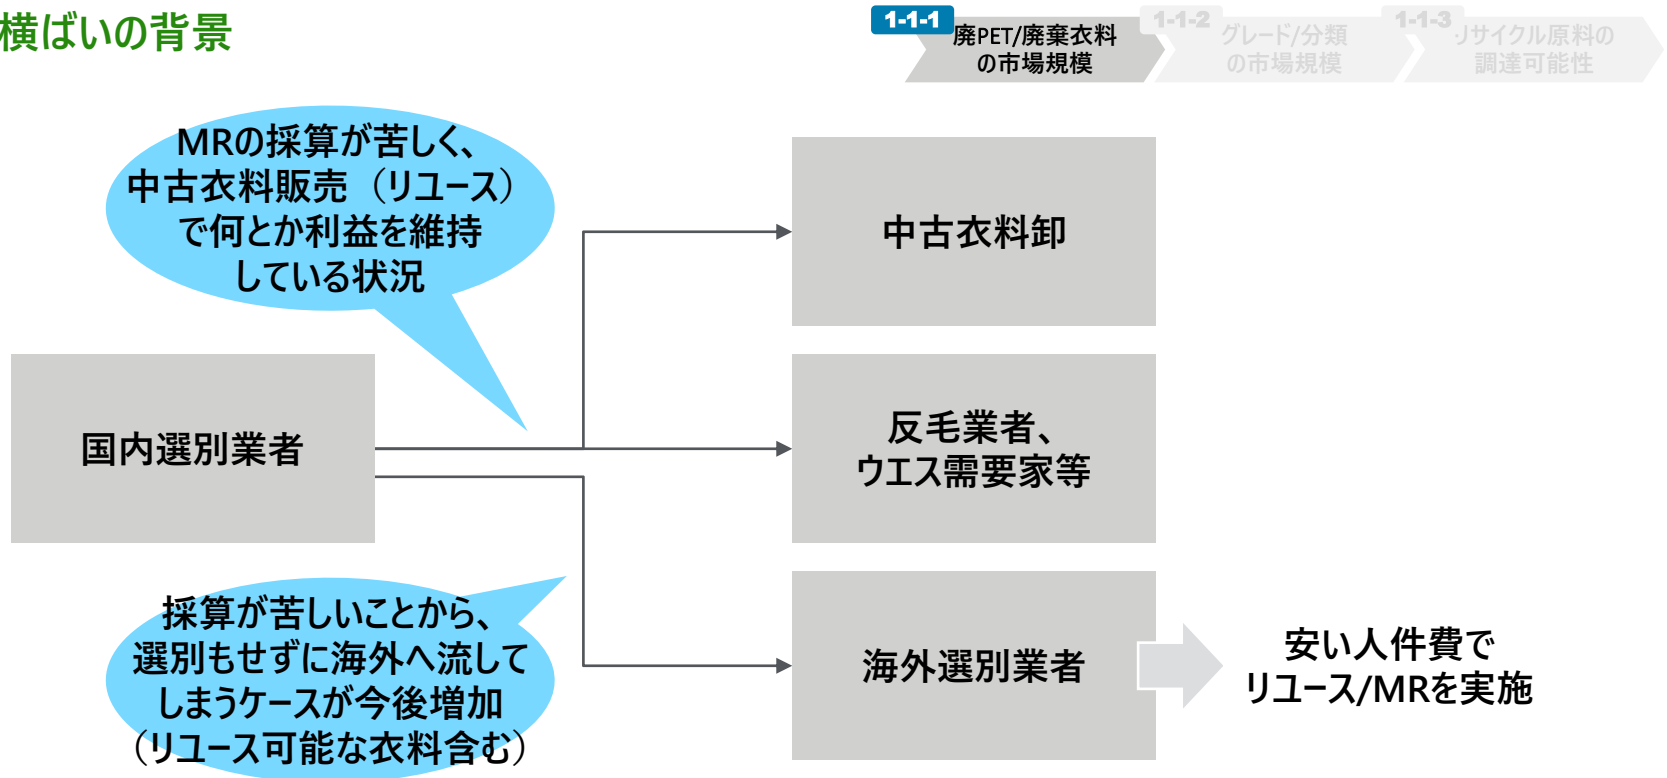 横ばいの背景
1-1-1
廃PET/廃棄衣料
の市場規模
1-1-2
グレード/分類
の市場規模
1-1-3
リサイクル原料の
調達可能性
MRの採算が苦しく、
中古衣料販売（リユース）
で何とか利益を維持
している状況
中古衣料卸
国内選別業者
反毛業者、
ウエス需要家等
採算が苦しいことから、
選別もせずに海外へ流して
しまうケースが今後増加
（リユース可能な衣料含む）
海外選別業者
安い人件費で
リユース/MRを実施